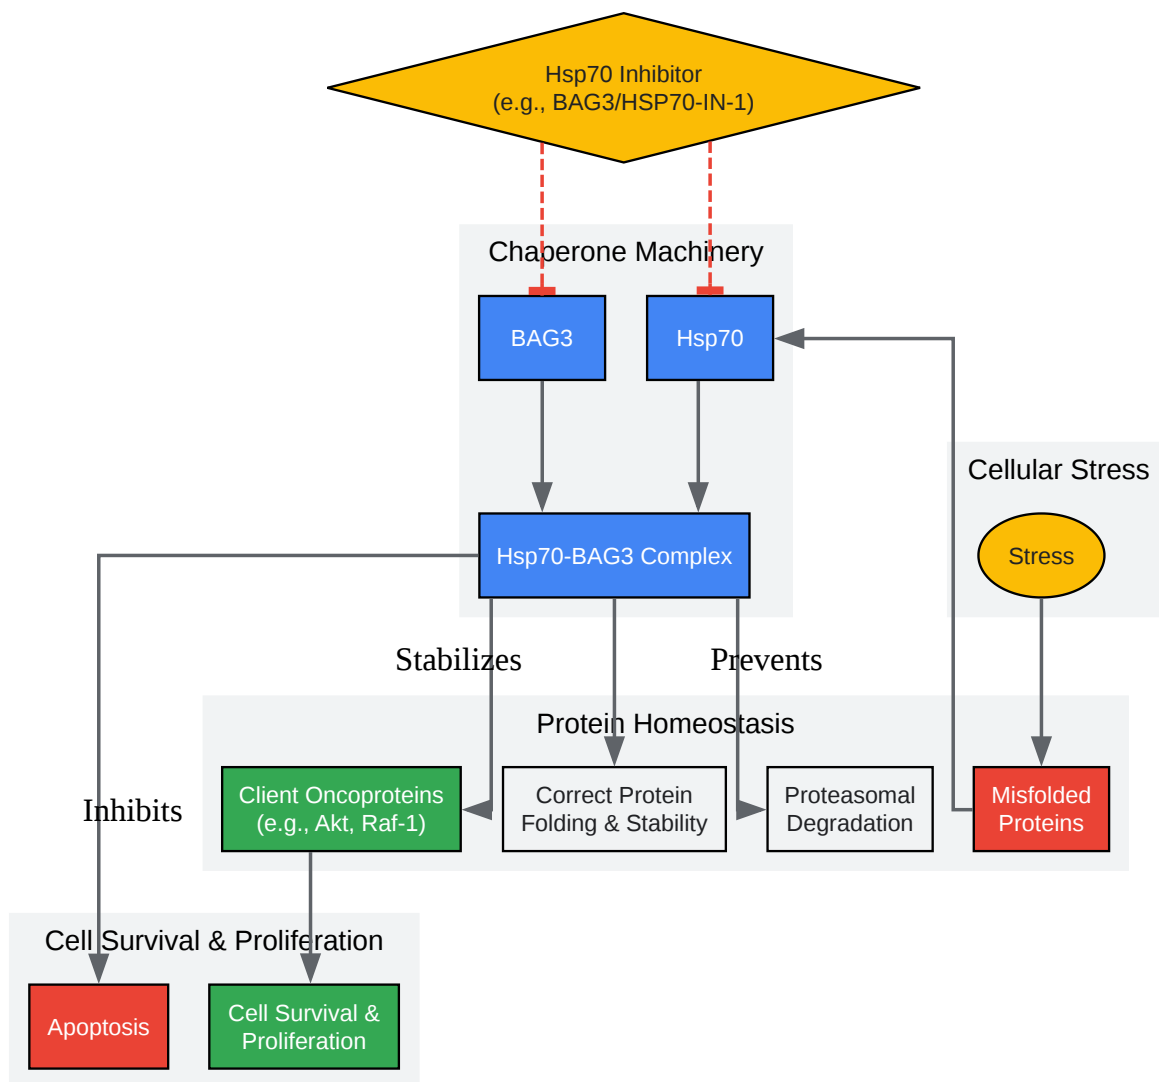 Hsp70 Inhibitor
(e.g., BAG3/HSP70-IN-1)
Chaperone Machinery
BAG3
Hsp70
Cellular Stress
Stress
Hsp70-BAG3 Complex
Stabilizes
Prevents
Protein Homeostasis
Client Oncoproteins
(e.g., Akt, Raf-1)
Correct Protein
Folding & Stability
Proteasomal
Degradation
Misfolded
Proteins
Inhibits
Cell Survival & Proliferation
Apoptosis
Cell Survival &
Proliferation